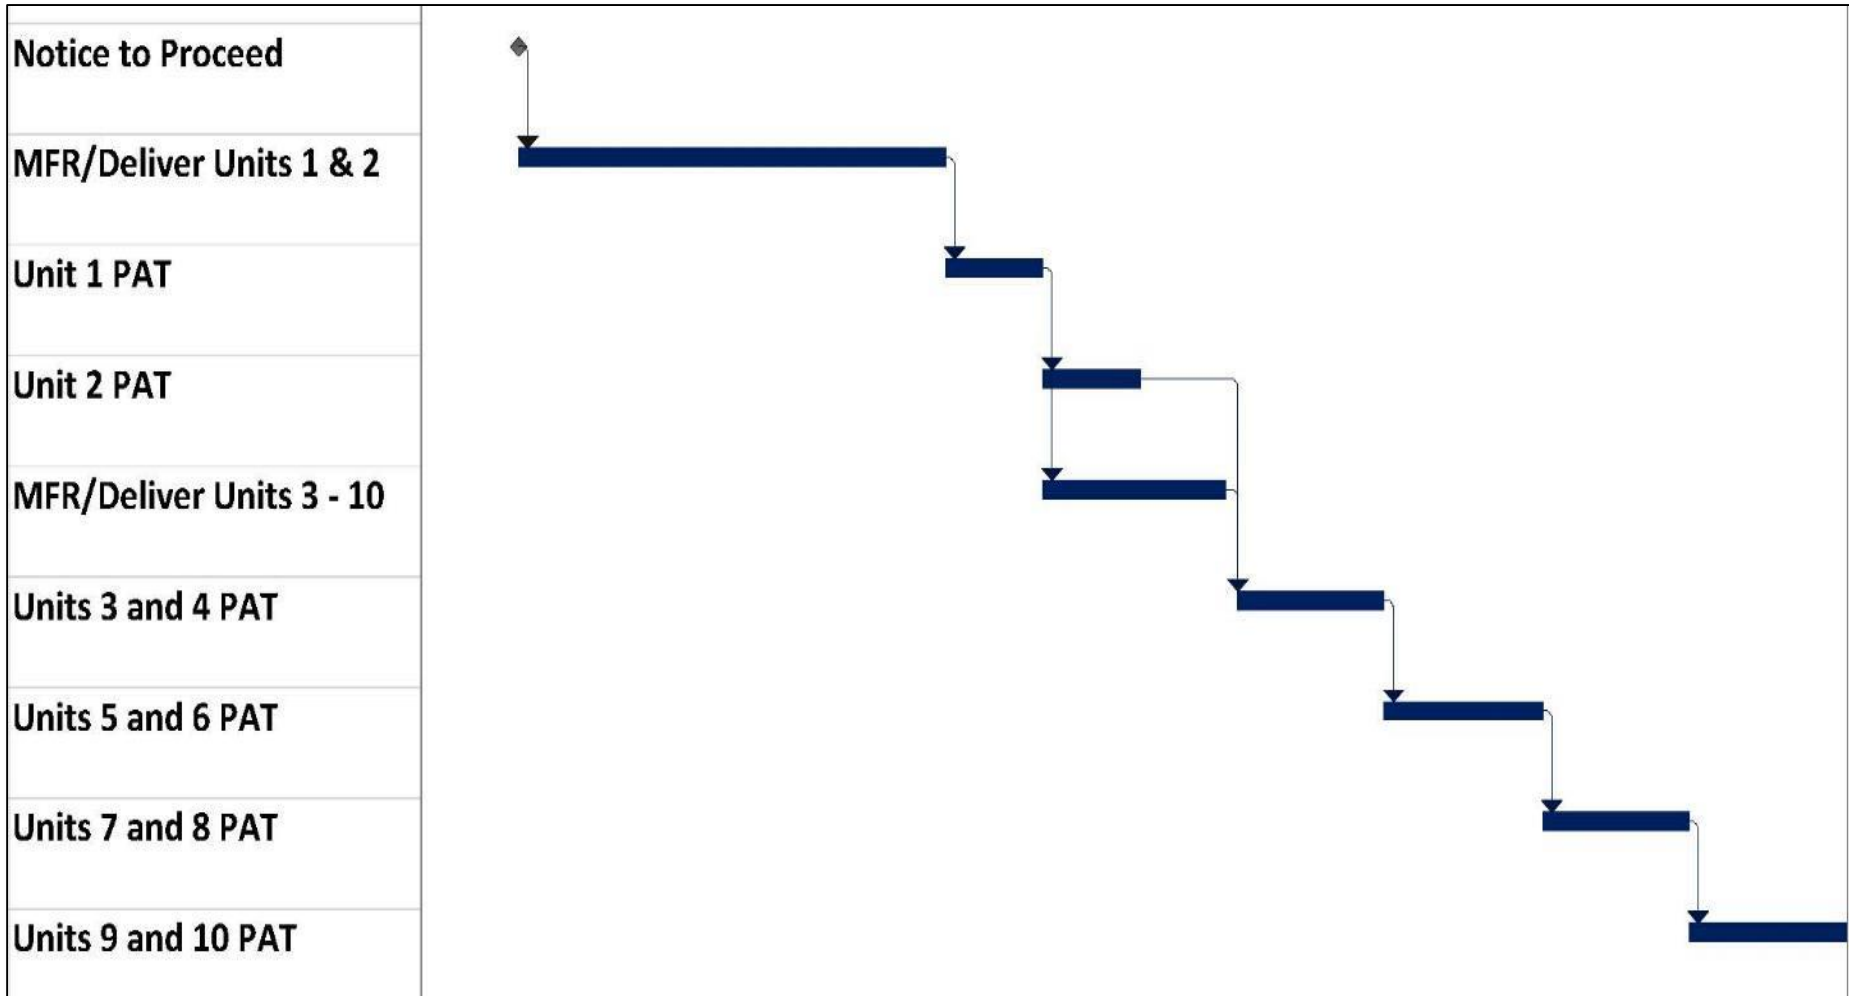 Notice to Proceed
MFR/Deliver Units 1 & 2
Unit 1 PAT
Unit 2 PAT
MFR/Deliver Units 3 - 10
Units 3 and 4 PAT
Units 5 and 6 PAT
Units 7 and 8 PAT
Units 9 and 10 PAT